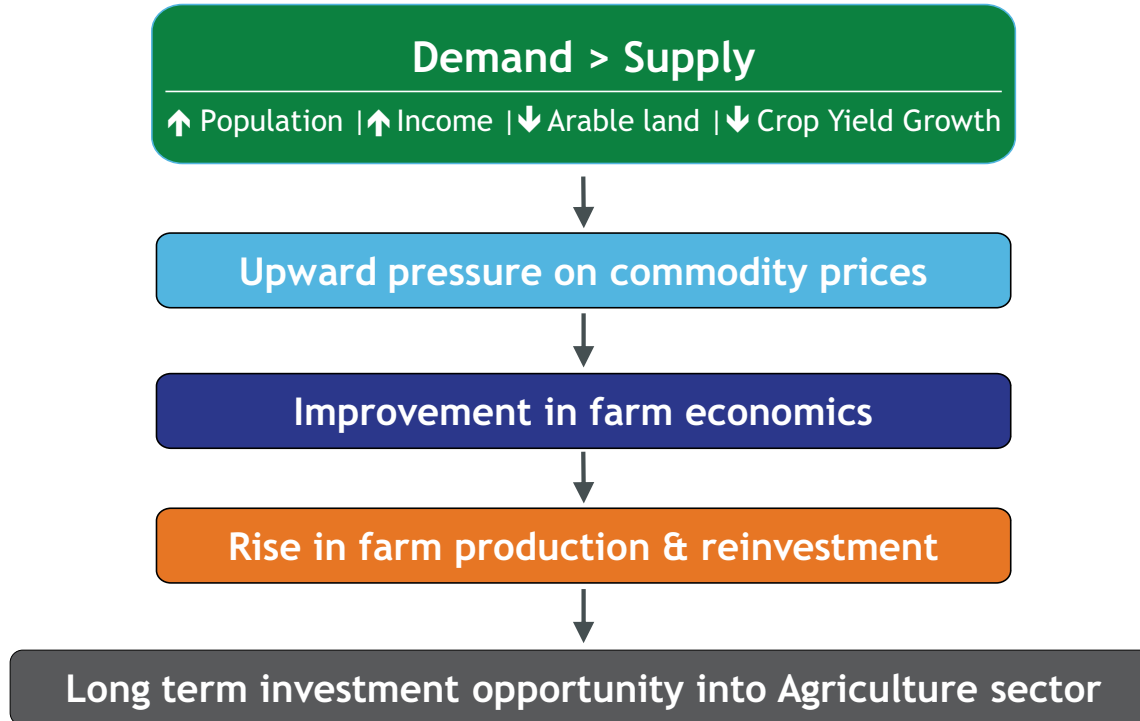 Demand > Supply
↑ Population | ↑ Income | ↓ Arable land | ↓ Crop Yield Growth
Upward pressure on commodity prices
Improvement in farm economics
Rise in farm production & reinvestment
Long term investment opportunity into Agriculture sector